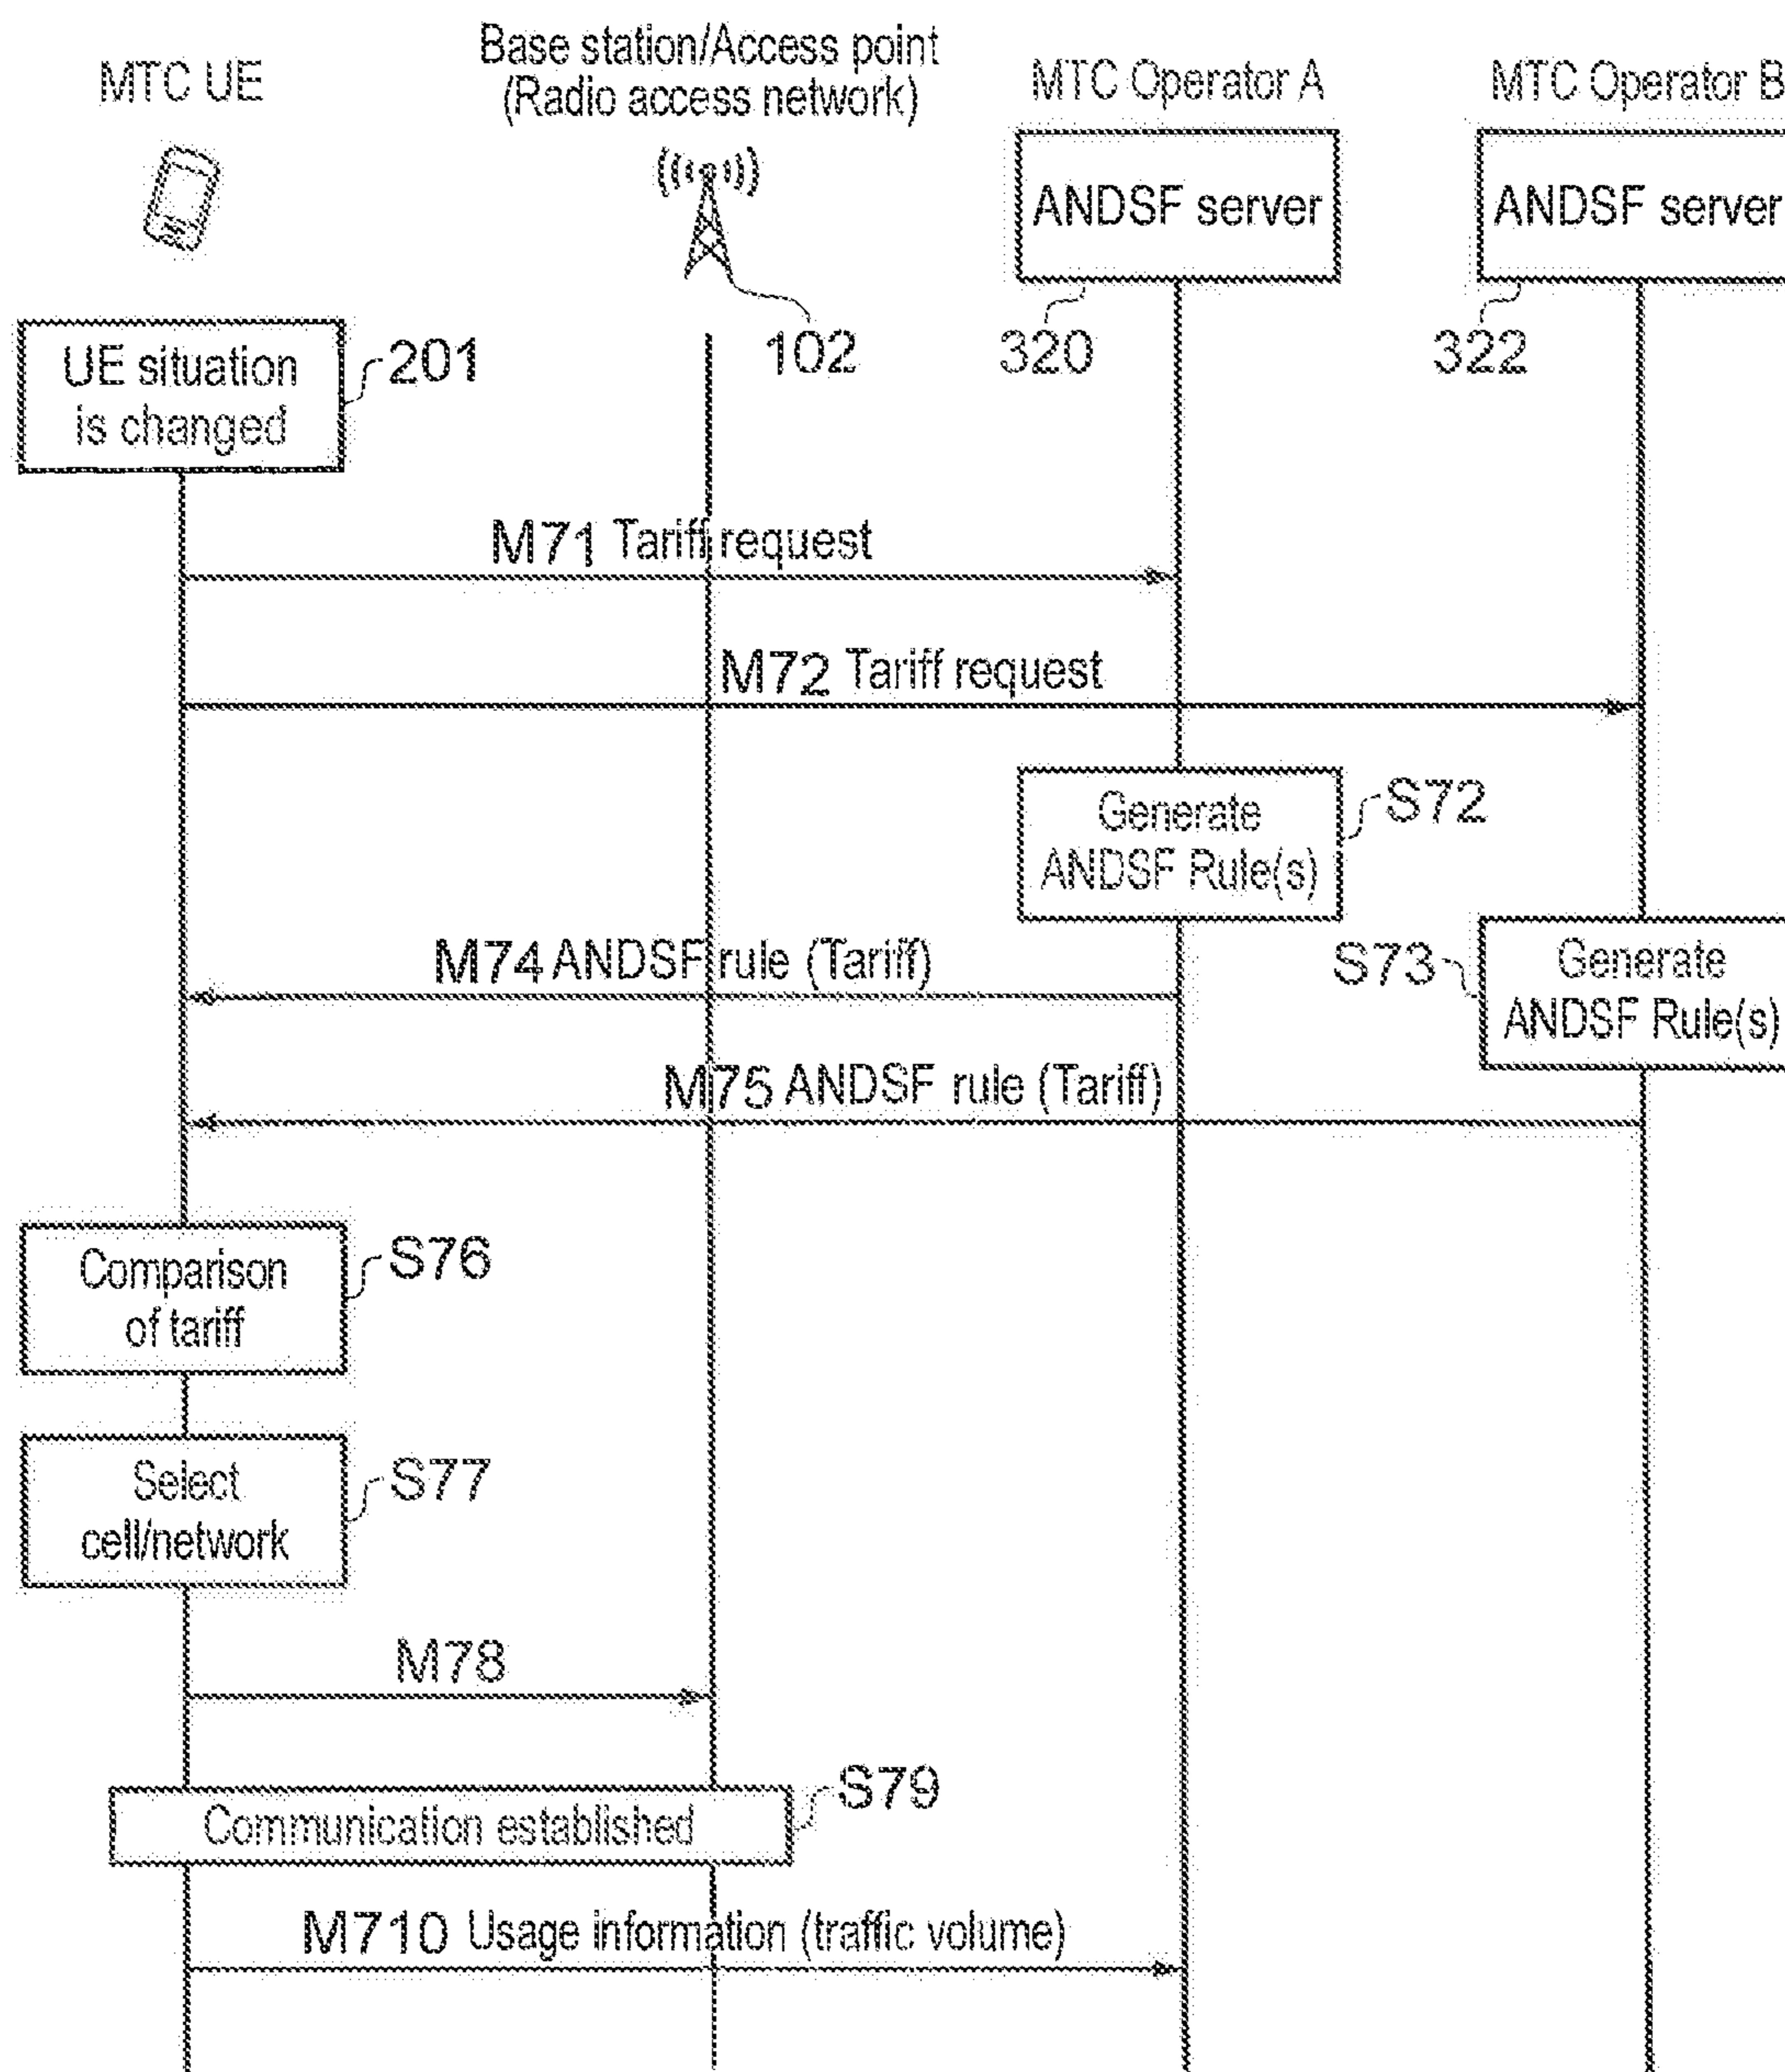 MTC UE
Base station/Access point
(Radio access network)
MTC Operator A
MTC Operator B
ANDSF server
ANDSF server
102
320
322
UE situation
is changed
201
M71 Tariff request
M72 Tariff request
Generate
ANDSF Rule(s)
S72
M74 ANDSF rule (Tariff)
S73
Generate
ANDSF Rule(s)
M75 ANDSF rule (Tariff)
Comparison
of tariff
S76
Select
cell/network
S77
M78
Communication established
S79
M710 Usage information (traffic volume)